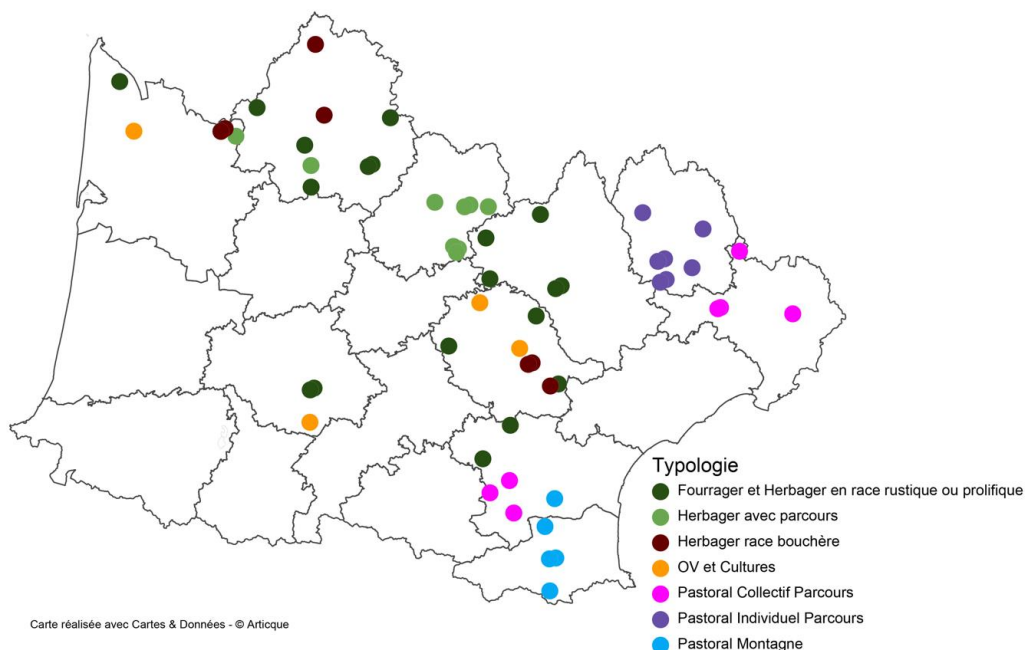 Typologie
Fourrager et Herbager en race rustique ou prolifique
Herbager avec parcours
Herbager race bouchère
OV et Cultures
Pastoral Collectif Parcours
Pastoral Individuel Parcours
Pastoral Montagne
Carte réalisée avec Cartes & Données - © Articque